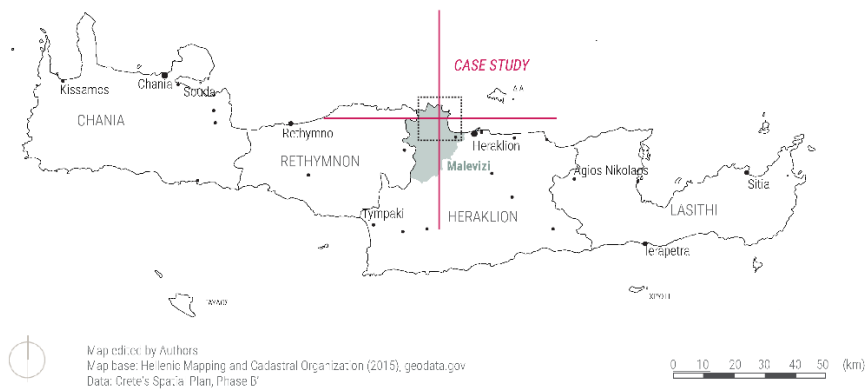 CASE STUDY
Kissamos
Chania
Souda
CHANIA
Rethymno
Heraklion
RETHYMNON
Malevizi
Agios Nikolaos
Sitia
Tympaki
HERAKLION
LASITHI
Ierapetra
0 10 20 30 40 50 (km)
Map edited by Authors
Map base: Hellenic Mapping and Cadastral Organization (2015), geodata.gov
Data: Crete's Spatial Plan, Phase B'